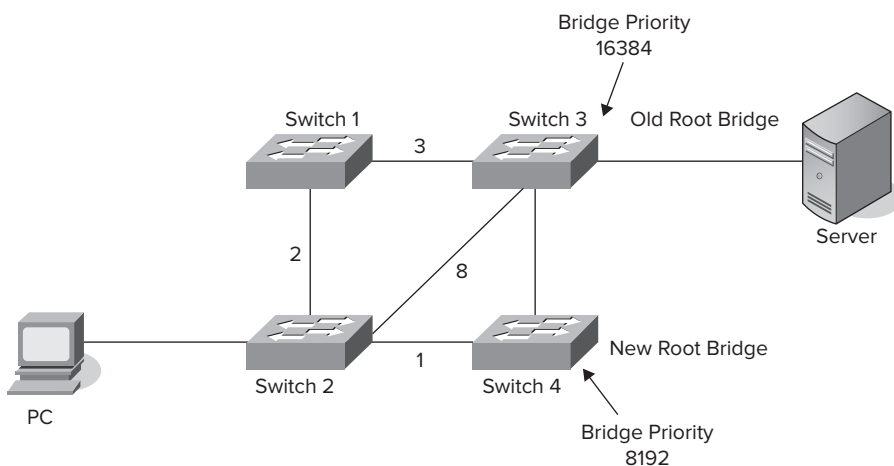 Bridge Priority
16384
Switch 1
Switch 3
Old Root Bridge
3
Server
2
8
New Root Bridge
Switch 2
1
Switch 4
PC
Bridge Priority
8192